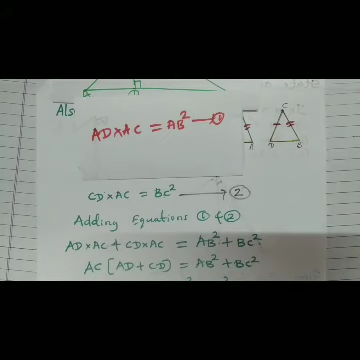 Als
AD×AC = AB² → ①
C
A
D B
CD×AC = BC² → ②
Adding Equations ① & ②
AD×AC + CD×AC = AB² + BC²
AC [AD + CD] = AB² + BC²